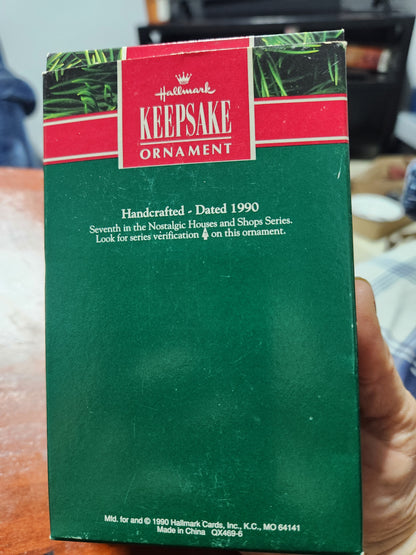 Hallmark
KEEPSAKE
ORNAMENT
Handcrafted - Dated 1990
Seventh in the Nostalgic Houses and Shops Series.
Look for series verification on this ornament.
Mfd. for and © 1990 Hallmark Cards, Inc., K.C., MO 64141
Made in China QX469-6